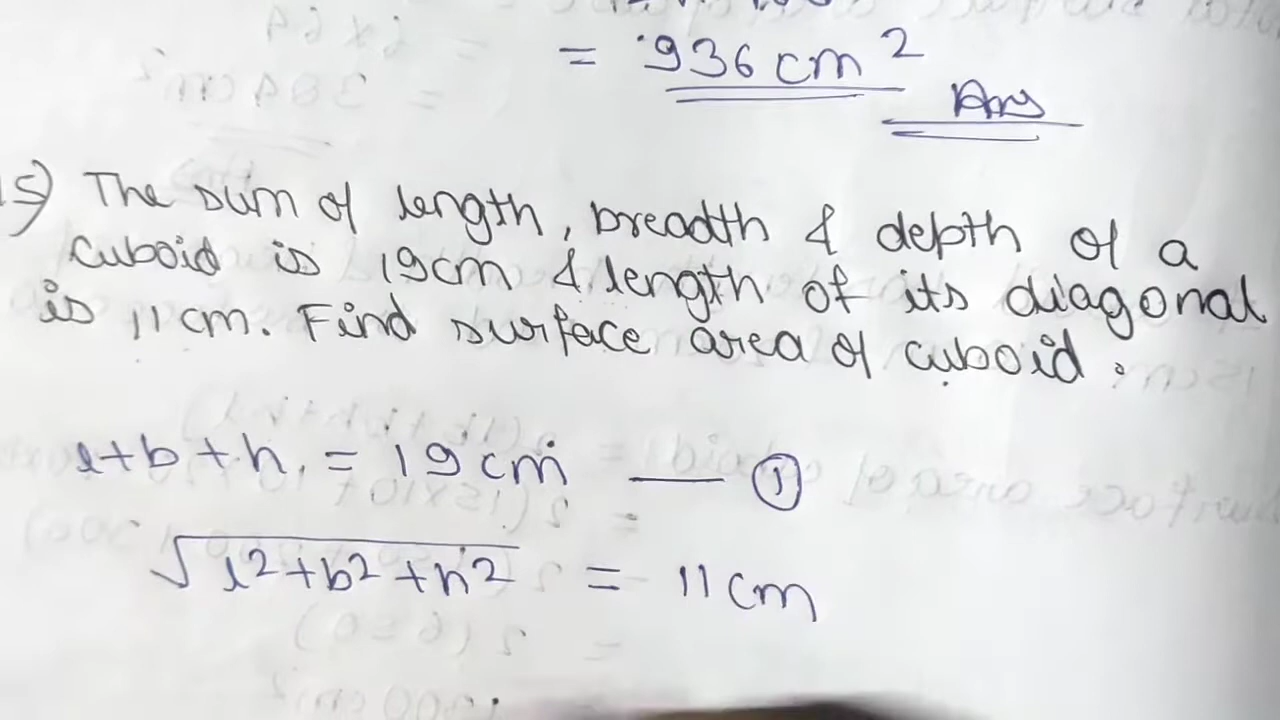 = 936 cm²
Ans
15) The sum of length, breadth & depth of a
cuboid is 19cm & length of its diagonal
is 11 cm. Find surface area of cuboid.
l+b+h = 19 cm — ①
√l²+b²+h² = 11 cm